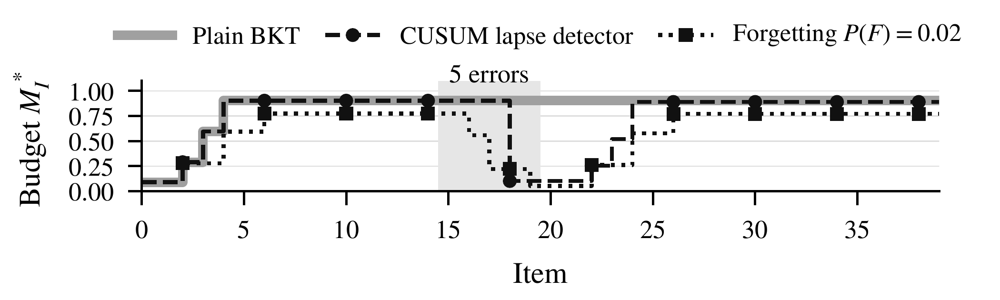 Plain BKT CUSUM lapse detector Forgetting P(F) = 0.02
5 errors
Budget M_I^*
1.00
0.75
0.50
0.25
0.00
0 5 10 15 20 25 30 35
Item